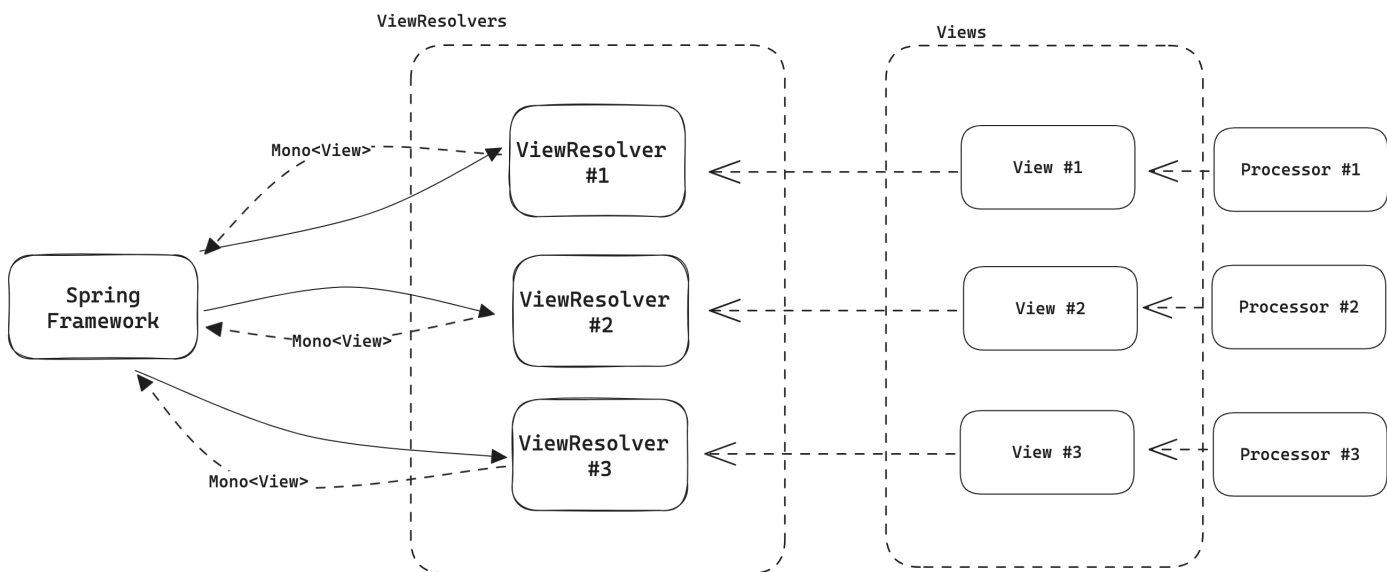 ViewResolvers
Views
Mono<View>
ViewResolver
#1
View #1
Processor #1
Spring
Framework
ViewResolver
#2
Mono<View>
View #2
Processor #2
ViewResolver
#3
Mono<View>
View #3
Processor #3